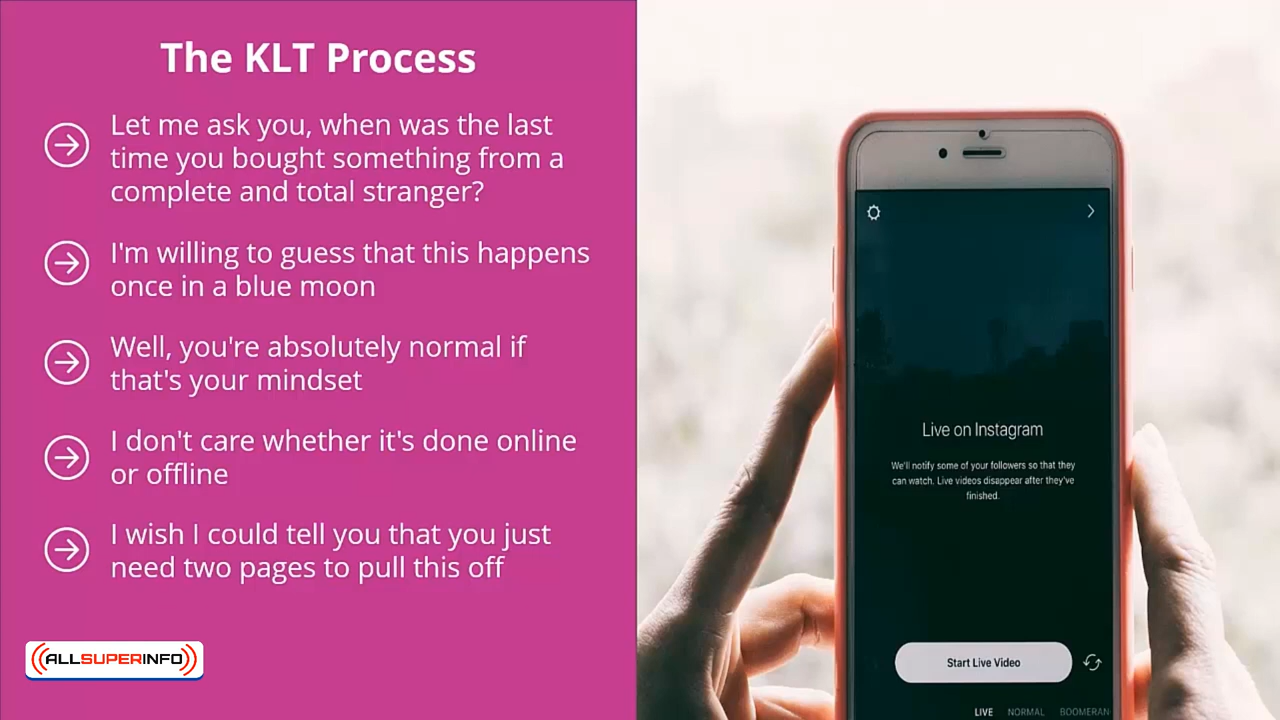 The KLT Process
Let me ask you, when was the last
time you bought something from a
complete and total stranger?
I'm willing to guess that this happens
once in a blue moon
Well, you're absolutely normal if
that's your mindset
I don't care whether it's done online
or offline
I wish I could tell you that you just
need two pages to pull this off
((ALLSUPERINFO))
Live on Instagram
We'll notify some of your followers so that they
can watch. Live videos disappear after they've
finished.
Start Live Video
LIVE NORMAL BOOMERAN